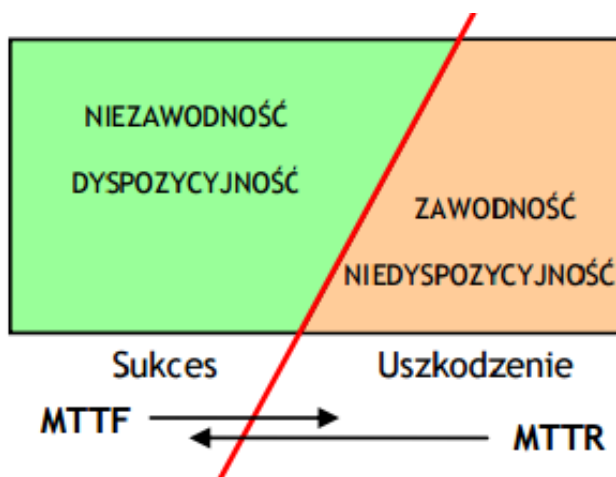 NIEZAWODNOŚĆ
DYSPOZYCYJNOŚĆ
ZAWODNOŚĆ
NIEDYSPOZYCYJNOŚĆ
Sukces
Uszkodzenie
MTTF
MTTR